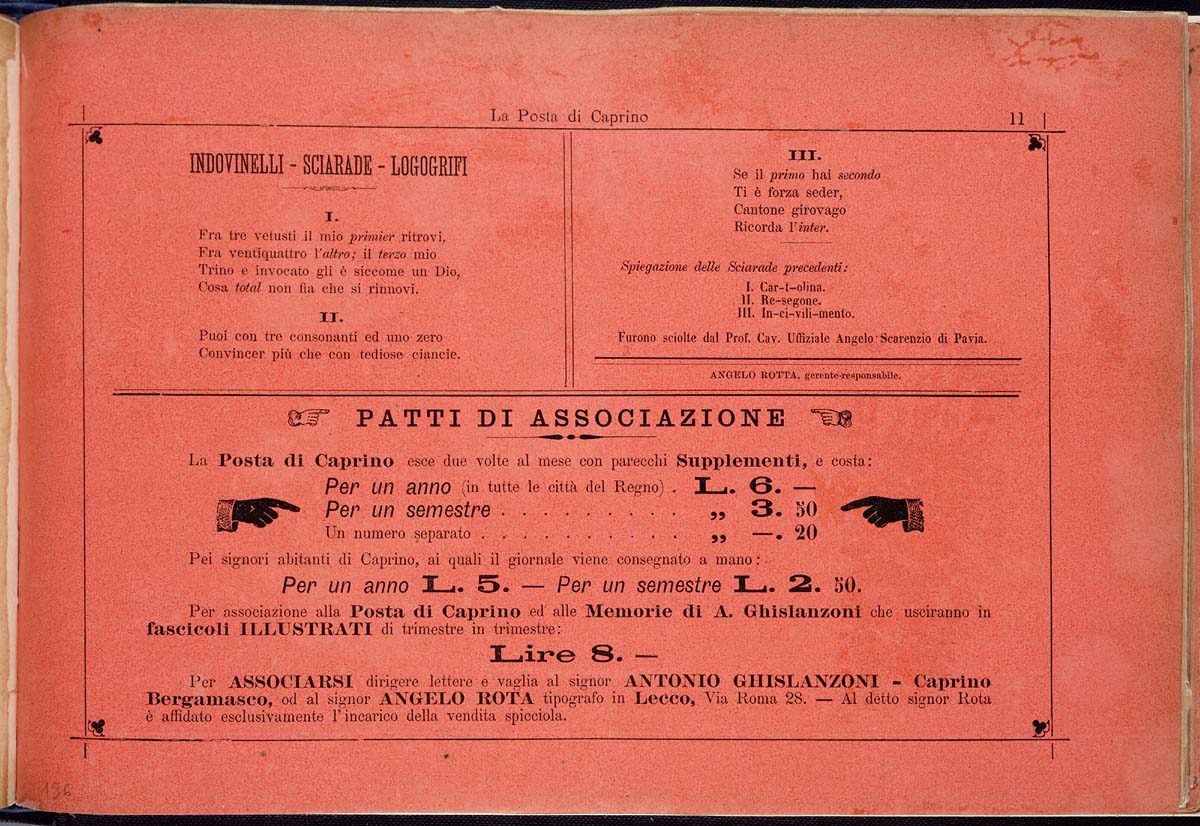 La Posta di Caprino
11
INDOVINELLI - SCIARADE - LOGOGRIFI
I.
Fra tre vetusti il mio primier ritrovi,
Fra ventiquattro l'altro; il terzo mio
Trino e invocato gli è siccome un Dio,
Cosa total non fia che si rinnovi.
II.
Puoi con tre consonanti ed uno zero
Convincer più che con tediose ciancie.
III.
Se il primo hai secondo
Ti è forza seder,
Cantone girovago
Ricorda l'inter.
Spiegazione delle Sciarade precedenti:
I. Car-t-olina.
II. Re-segone.
III. In-ci-vili-mento.
Furono sciolte dal Prof. Cav. Uffiziale Angelo Scarenzio di Pavia.
ANGELO ROTTA, gerente-responsabile.
PATTI DI ASSOCIAZIONE
La Posta di Caprino esce due volte al mese con parecchi Supplementi, e costa:
Per un anno (in tutte le città del Regno) . L. 6. —
Per un semestre . . . . . . . . . „ 3. 50
Un numero separato . . . . . . . . . . „ —. 20
Pei signori abitanti di Caprino, ai quali il giornale viene consegnato a mano:
Per un anno L. 5. — Per un semestre L. 2. 50.
Per associazione alla Posta di Caprino ed alle Memorie di A. Ghislanzoni che usciranno in
fascicoli ILLUSTRATI di trimestre in trimestre:
Lire 8. —
Per ASSOCIARSI dirigere lettere e vaglia al signor ANTONIO GHISLANZONI - Caprino
Bergamasco, od al signor ANGELO ROTA tipografo in Lecco, Via Roma 28. — Al detto signor Rota
è affidato esclusivamente l'incarico della vendita spicciola.
156